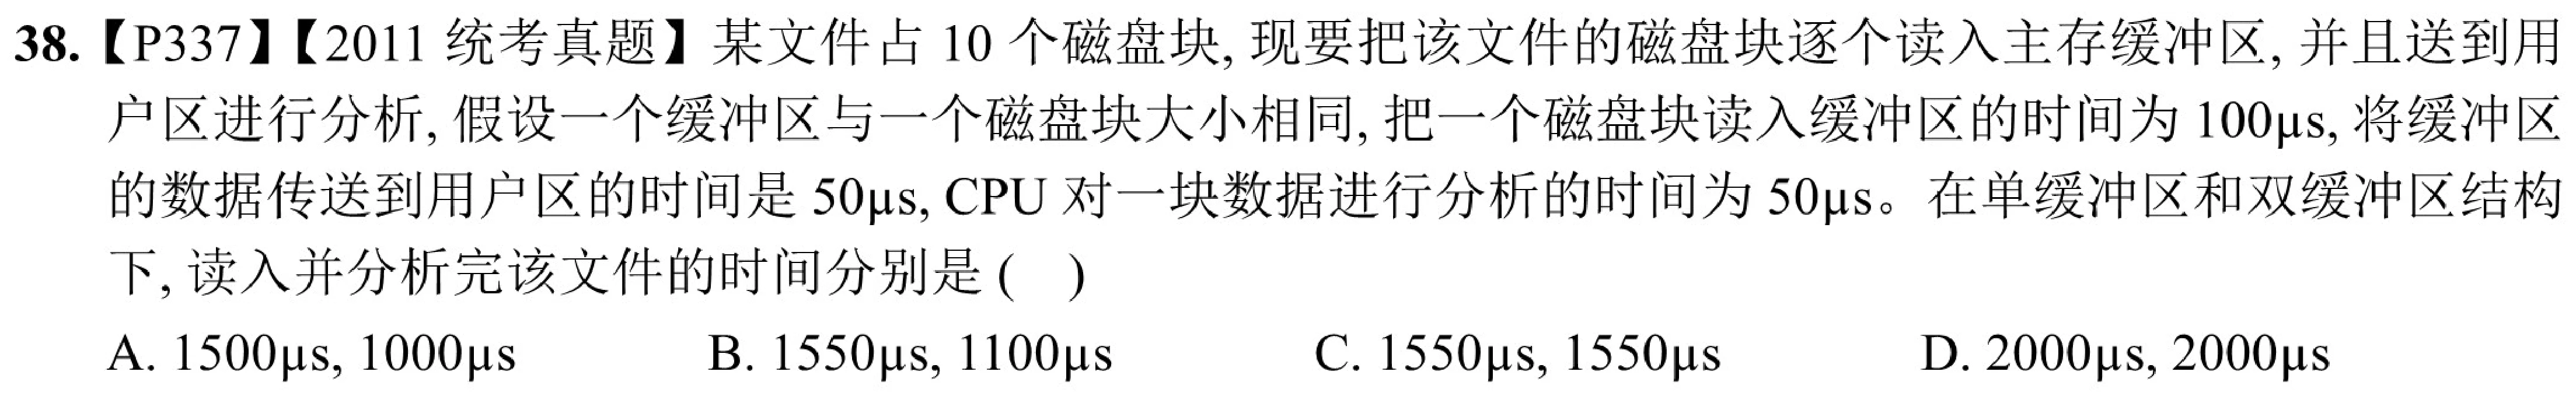 38.【P337】【2011 统考真题】某文件占 10 个磁盘块, 现要把该文件的磁盘块逐个读入主存缓冲区, 并且送到用
户区进行分析, 假设一个缓冲区与一个磁盘块大小相同, 把一个磁盘块读入缓冲区的时间为 100μs, 将缓冲区
的数据传送到用户区的时间是 50μs, CPU 对一块数据进行分析的时间为 50μs。在单缓冲区和双缓冲区结构
下, 读入并分析完该文件的时间分别是 (　)
A. 1500μs, 1000μs B. 1550μs, 1100μs C. 1550μs, 1550μs D. 2000μs, 2000μs